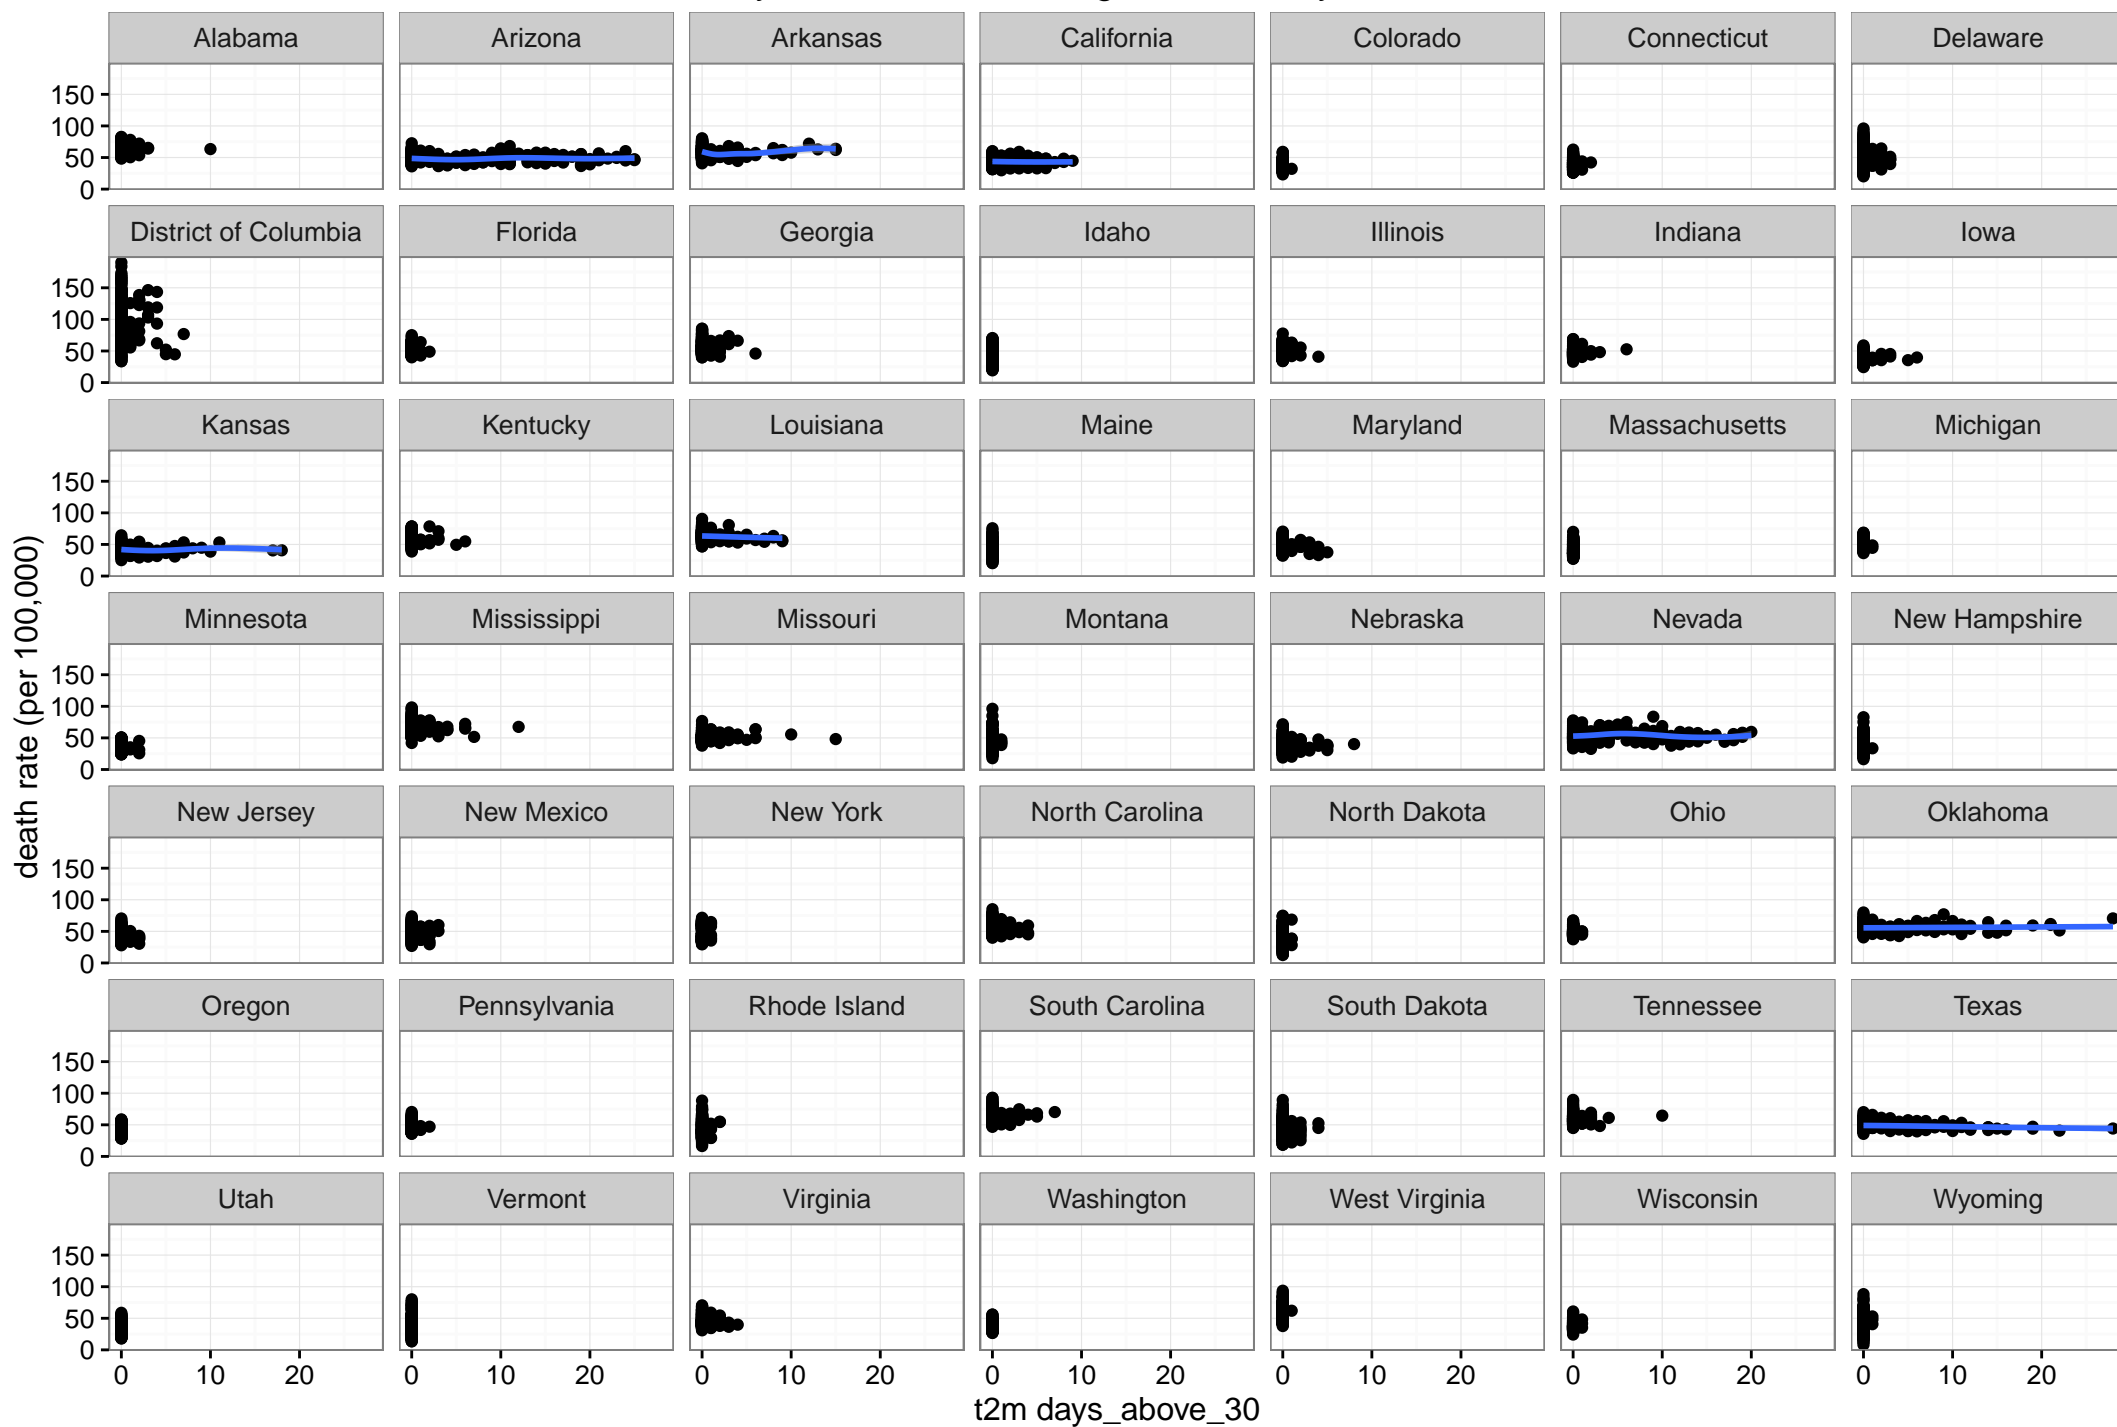 Alabama Arizona Arkansas California Colorado Connecticut Delaware
150
100
50
0
District of Columbia Florida Georgia Idaho Illinois Indiana Iowa
150
100
50
0
Kansas Kentucky Louisiana Maine Maryland Massachusetts Michigan
150
100
50
0
death rate (per 100,000)
Minnesota Mississippi Missouri Montana Nebraska Nevada New Hampshire
150
100
50
0
New Jersey New Mexico New York North Carolina North Dakota Ohio Oklahoma
150
100
50
0
Oregon Pennsylvania Rhode Island South Carolina South Dakota Tennessee Texas
150
100
50
0
Utah Vermont Virginia Washington West Virginia Wisconsin Wyoming
150
100
50
0
0 10 20 0 10 20 0 10 20 0 10 20 0 10 20 0 10 20 0 10 20
t2m days_above_30